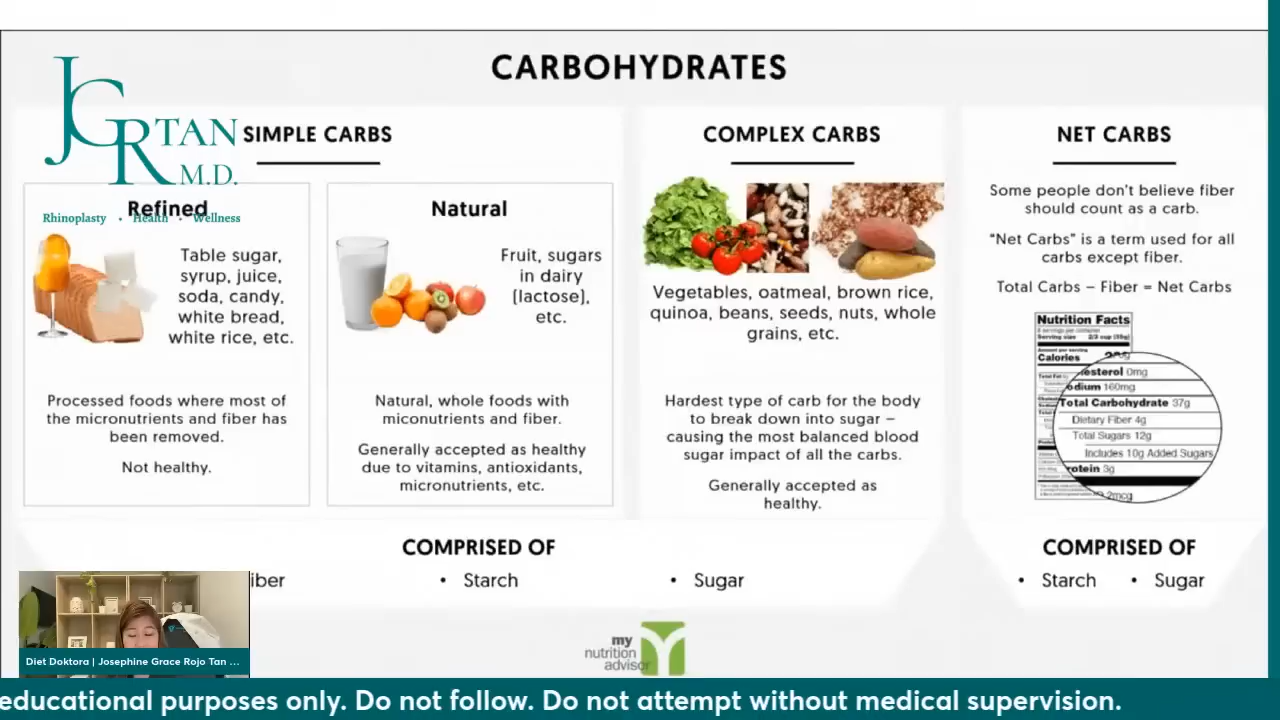 CARBOHYDRATES
JGRTAN
M.D.
Rhinoplasty • Health • Wellness
SIMPLE CARBS
Refined
Table sugar,
syrup, juice,
soda, candy,
white bread,
white rice, etc.
Processed foods where most of
the micronutrients and fiber has
been removed.
Not healthy.
Natural
Fruit, sugars
in dairy
(lactose),
etc.
Natural, whole foods with
miconutrients and fiber.
Generally accepted as healthy
due to vitamins, antioxidants,
micronutrients, etc.
COMPLEX CARBS
Vegetables, oatmeal, brown rice,
quinoa, beans, seeds, nuts, whole
grains, etc.
Hardest type of carb for the body
to break down into sugar –
causing the most balanced blood
sugar impact of all the carbs.
Generally accepted as
healthy.
NET CARBS
Some people don't believe fiber
should count as a carb.
"Net Carbs" is a term used for all
carbs except fiber.
Total Carbs – Fiber = Net Carbs
Nutrition Facts
Serving size 2/3 cup (55g)
Calories
esterol 0mg
odium 160mg
Total Carbohydrate 37g
Dietary Fiber 4g
Total Sugars 12g
Includes 10g Added Sugars
rotein 3g
2mcg
COMPRISED OF
iber • Starch • Sugar
COMPRISED OF
• Starch • Sugar
my
nutrition
advisor
Diet Doktora | Josephine Grace Rojo Tan ...
educational purposes only. Do not follow. Do not attempt without medical supervision.